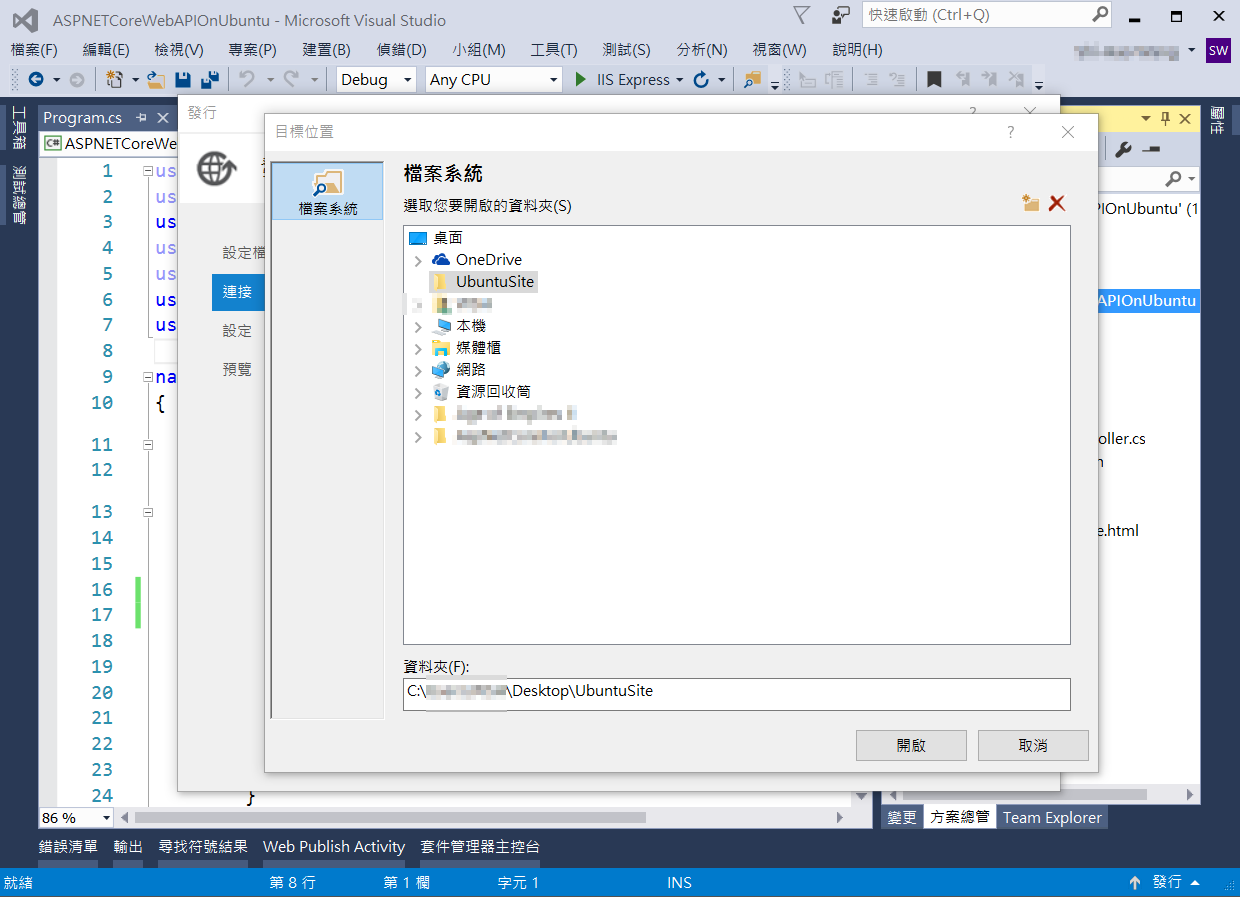 ASPNETCoreWebAPIOnUbuntu - Microsoft Visual Studio
快速啟動 (Ctrl+Q)
檔案(F) 編輯(E) 檢視(V) 專案(P) 建置(B) 偵錯(D) 小組(M) 工具(T) 測試(S) 分析(N) 視窗(W) 說明(H)
SW
Debug Any CPU IIS Express
工具箱
測試總管
Program.cs
C# ASPNETCoreWe
屬性
發行
?
目標位置
?
檔案系統
檔案系統
選取您要開啟的資料夾(S)
桌面
OneDrive
UbuntuSite
本機
媒體櫃
網路
資源回收筒
資料夾(F):
C:\ \Desktop\UbuntuSite
開啟 取消
設定檔
連接
設定
預覽
1 us
2 us
3 us
4 us
5 us
6 us
7 us
8
9 na
10 {
11
12
13
14
15
16
17
18
19
20
21
22
23
24 }
PIOnUbuntu' (1
APIOnUbuntu
oller.cs
n
e.html
86 %
變更 方案總管 Team Explorer
錯誤清單 輸出 尋找符號結果 Web Publish Activity 套件管理器主控台
就緒 第 8 行 第 1 欄 字元 1 INS 發行